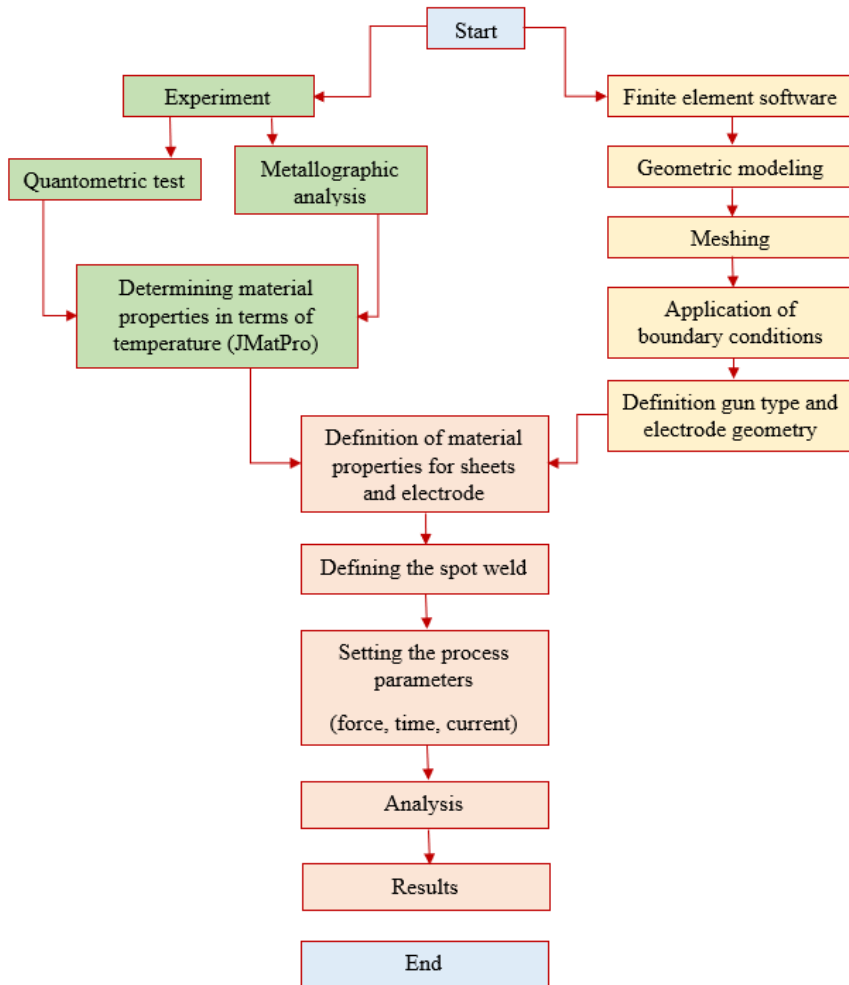 Start
Experiment
Finite element software
Quantometric test
Metallographic
analysis
Geometric modeling
Meshing
Determining material
properties in terms of
temperature (JMatPro)
Application of
boundary conditions
Definition gun type and
electrode geometry
Definition of material
properties for sheets
and electrode
Defining the spot weld
Setting the process
parameters
(force, time, current)
Analysis
Results
End